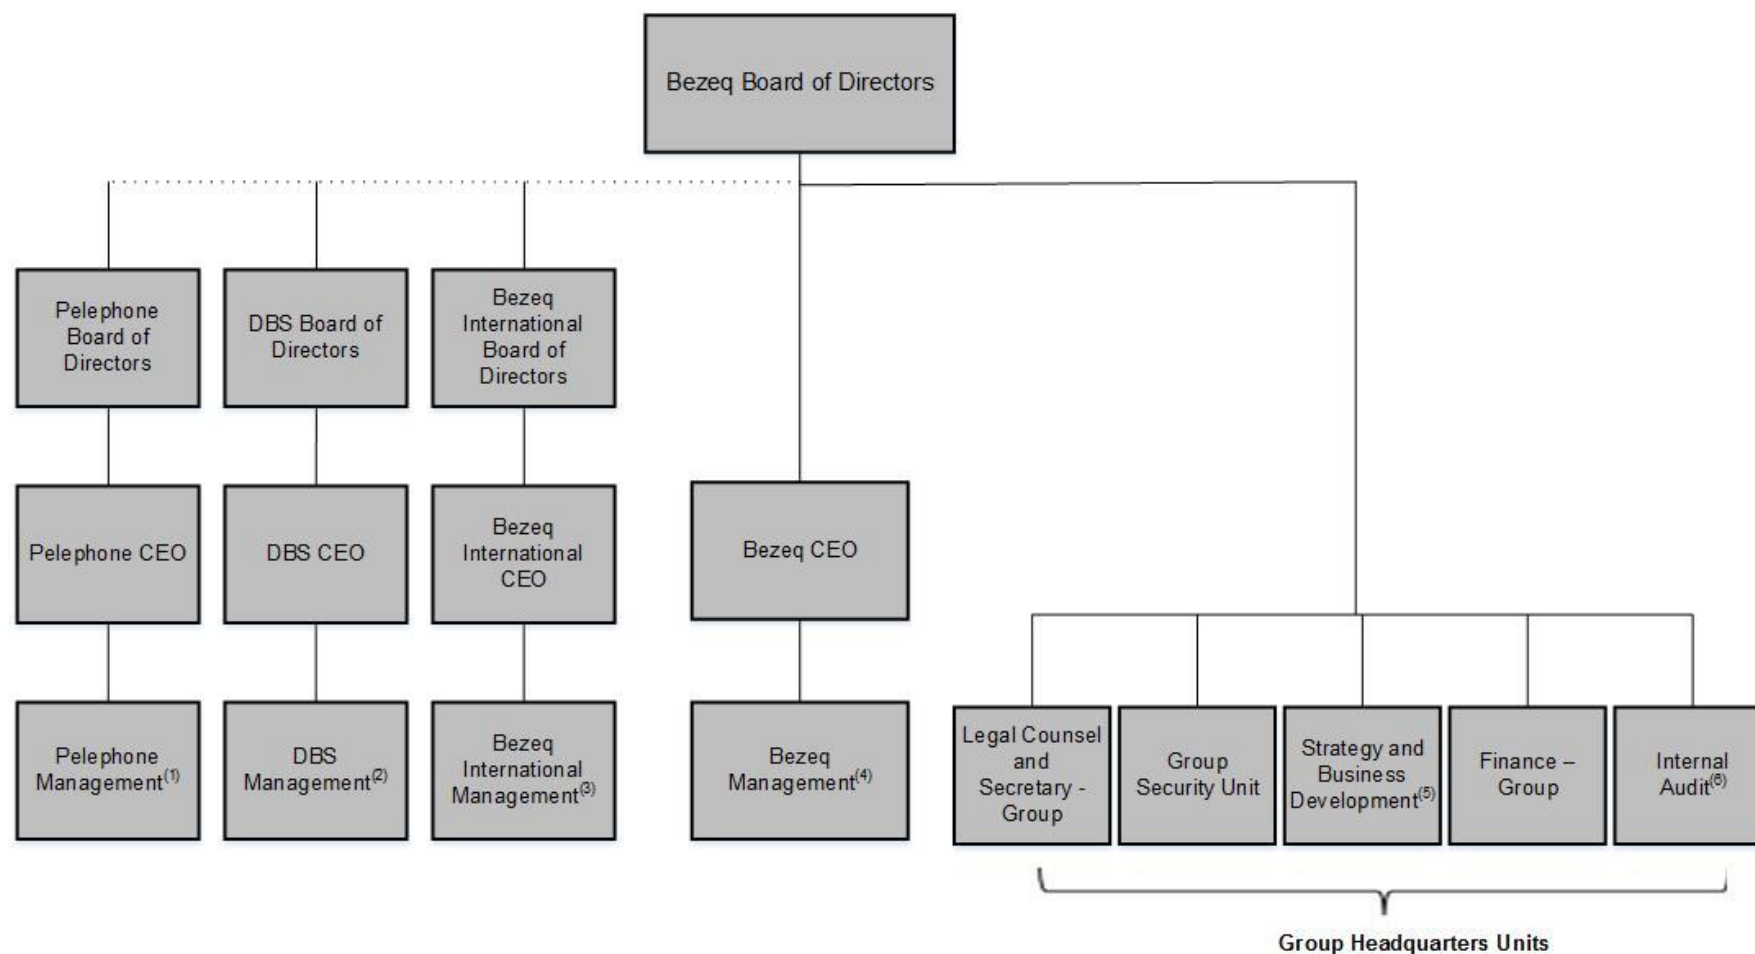 Bezeq Board of Directors
Pelephone
Board of
Directors
DBS Board of
Directors
Bezeq
International
Board of
Directors
Pelephone CEO
DBS CEO
Bezeq
International
CEO
Bezeq CEO
Pelephone
Management(1)
DBS
Management(2)
Bezeq
International
Management(3)
Bezeq
Management(4)
Legal Counsel
and
Secretary -
Group
Group
Security Unit
Strategy and
Business
Development(5)
Finance –
Group
Internal
Audit(6)
Group Headquarters Units